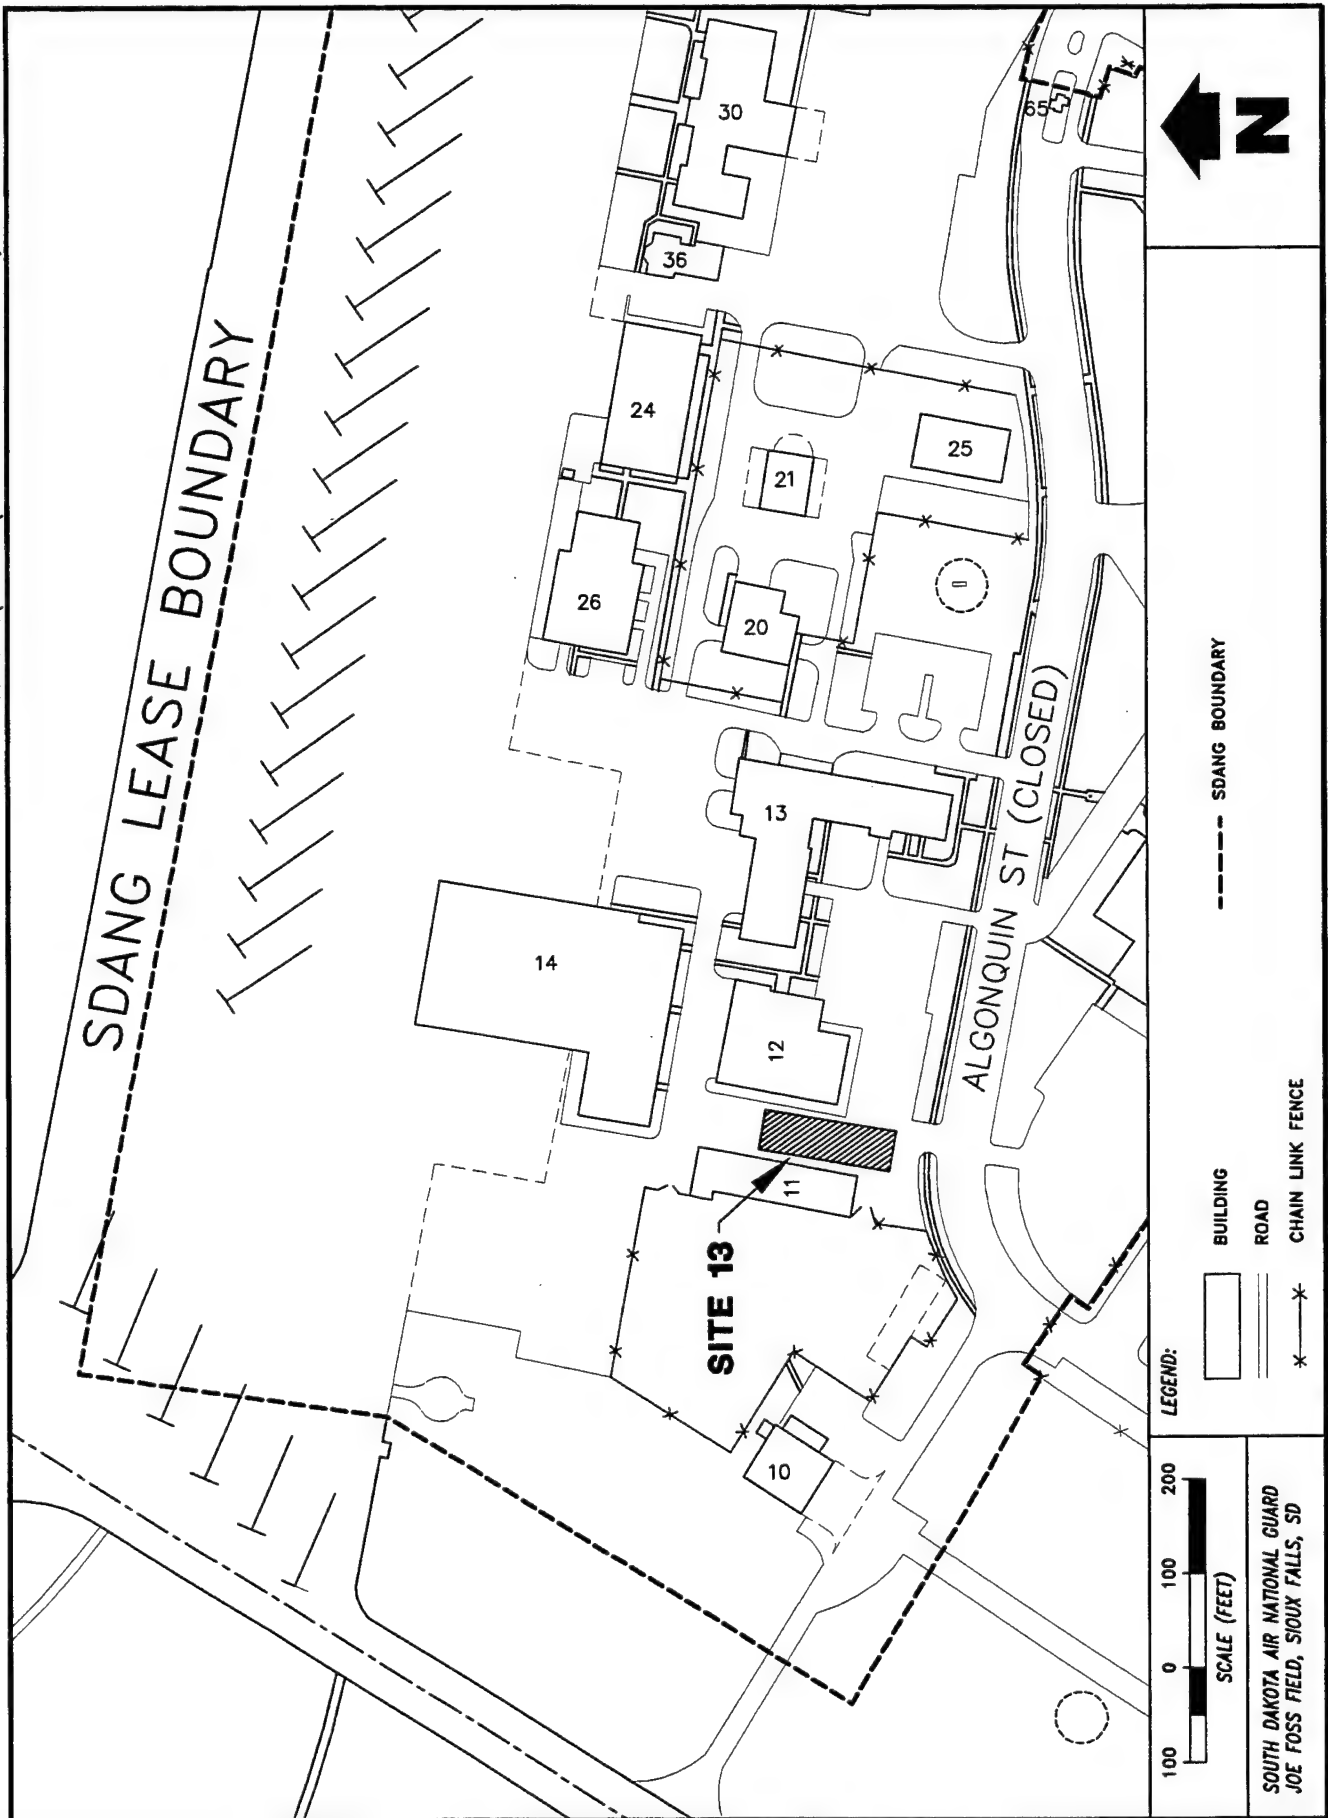 SDANG LEASE BOUNDARY
30
36
65
24
21
25
26
20
13
14
12
11
SITE 13
10
ALGONQUIN ST (CLOSED)
N
LEGEND:
BUILDING
ROAD
CHAIN LINK FENCE
SDANG BOUNDARY
100 0 100 200
SCALE (FEET)
SOUTH DAKOTA AIR NATIONAL GUARD
JOE FOSS FIELD, SIOUX FALLS, SD